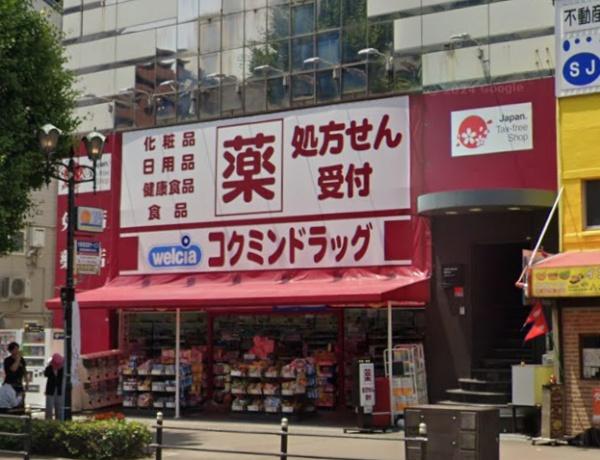 化粧品
日用品
健康食品
食品
薬
処方せん
受付
welcia コクミンドラッグ
Japan.
Tax-free
Shop
不動産
SJ
2024 Google